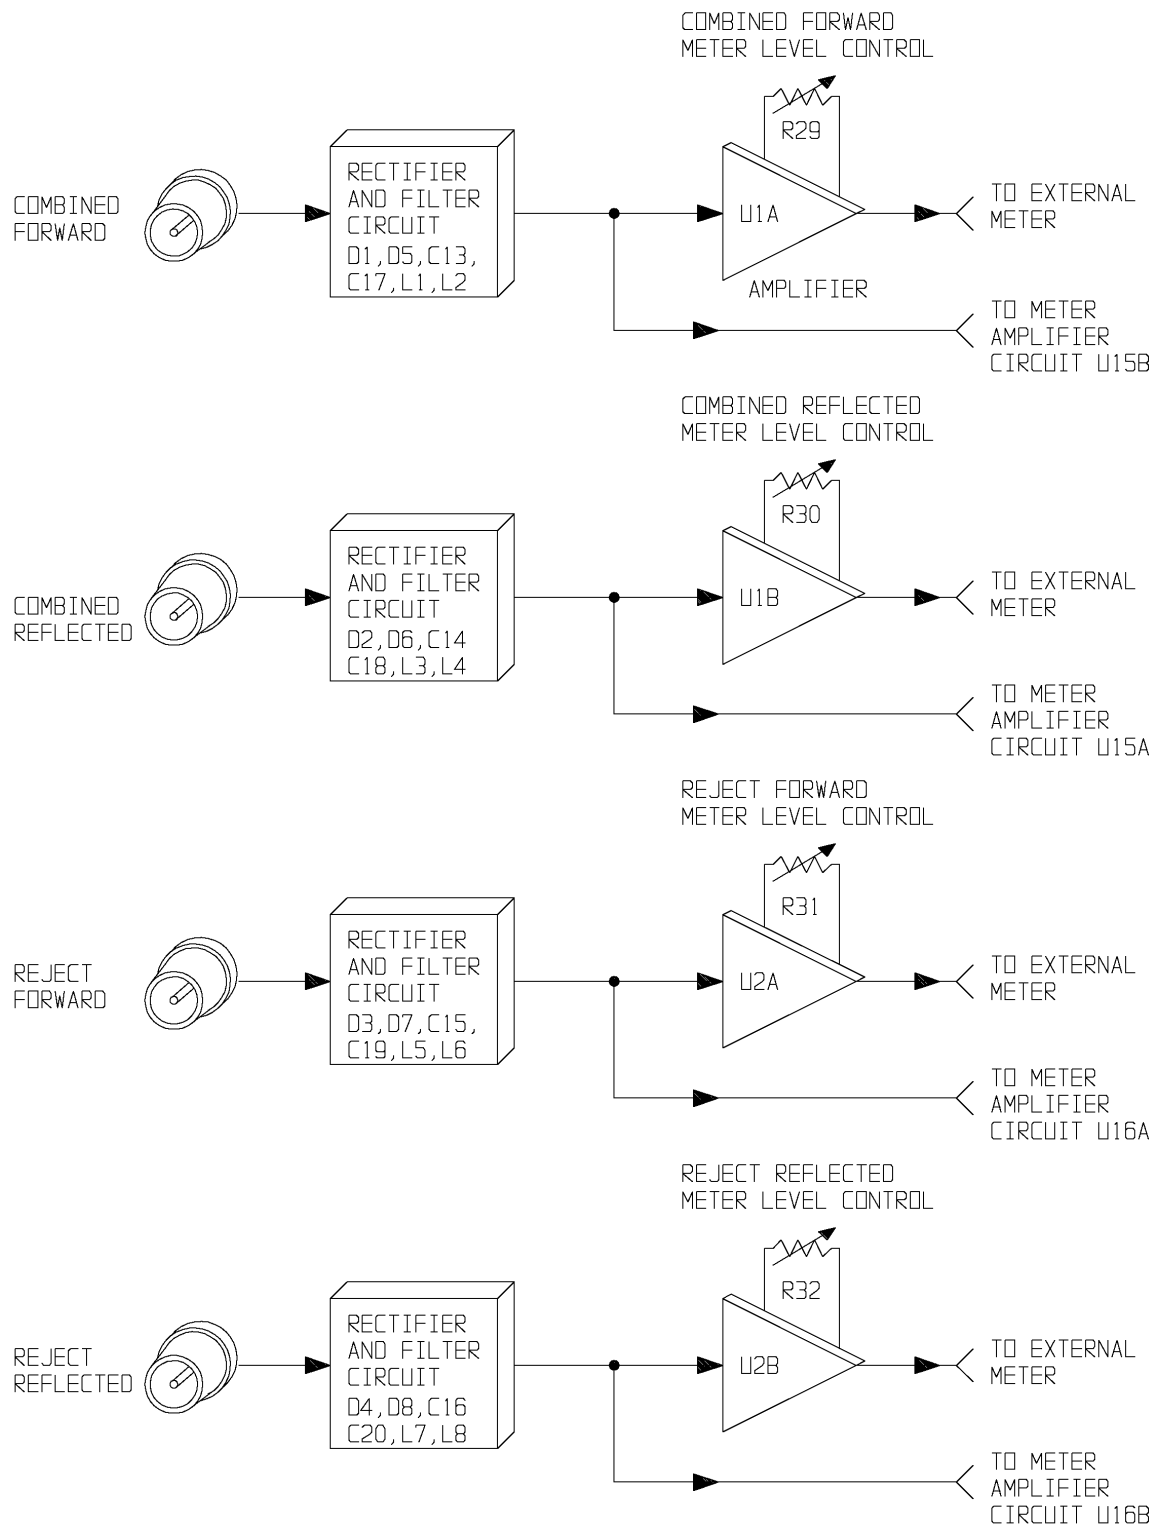 COMBINED FORWARD
METER LEVEL CONTROL
R29
COMBINED
FORWARD
RECTIFIER
AND FILTER
CIRCUIT
D1,D5,C13,
C17,L1,L2
U1A
AMPLIFIER
TO EXTERNAL
METER
TO METER
AMPLIFIER
CIRCUIT U15B
COMBINED REFLECTED
METER LEVEL CONTROL
R30
COMBINED
REFLECTED
RECTIFIER
AND FILTER
CIRCUIT
D2,D6,C14
C18,L3,L4
U1B
TO EXTERNAL
METER
TO METER
AMPLIFIER
CIRCUIT U15A
REJECT FORWARD
METER LEVEL CONTROL
R31
REJECT
FORWARD
RECTIFIER
AND FILTER
CIRCUIT
D3,D7,C15,
C19,L5,L6
U2A
TO EXTERNAL
METER
TO METER
AMPLIFIER
CIRCUIT U16A
REJECT REFLECTED
METER LEVEL CONTROL
R32
REJECT
REFLECTED
RECTIFIER
AND FILTER
CIRCUIT
D4,D8,C16
C20,L7,L8
U2B
TO EXTERNAL
METER
TO METER
AMPLIFIER
CIRCUIT U16B